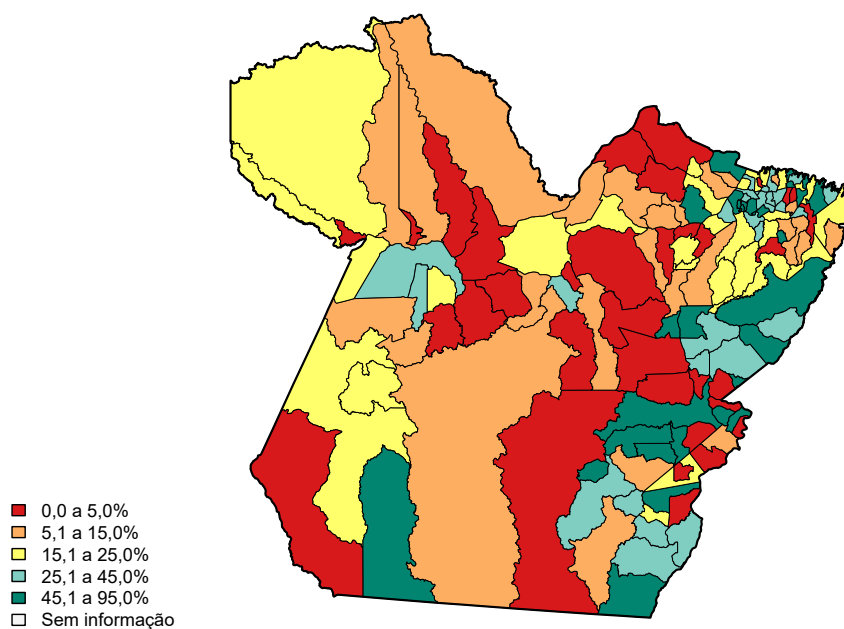 0,0 a 5,0%
5,1 a 15,0%
15,1 a 25,0%
25,1 a 45,0%
45,1 a 95,0%
Sem informação